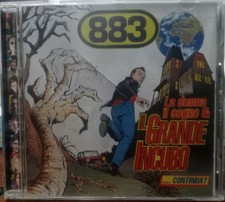 883
La donna
il sogno &
IL GRANDE
INCUBO
... CONTINUA!